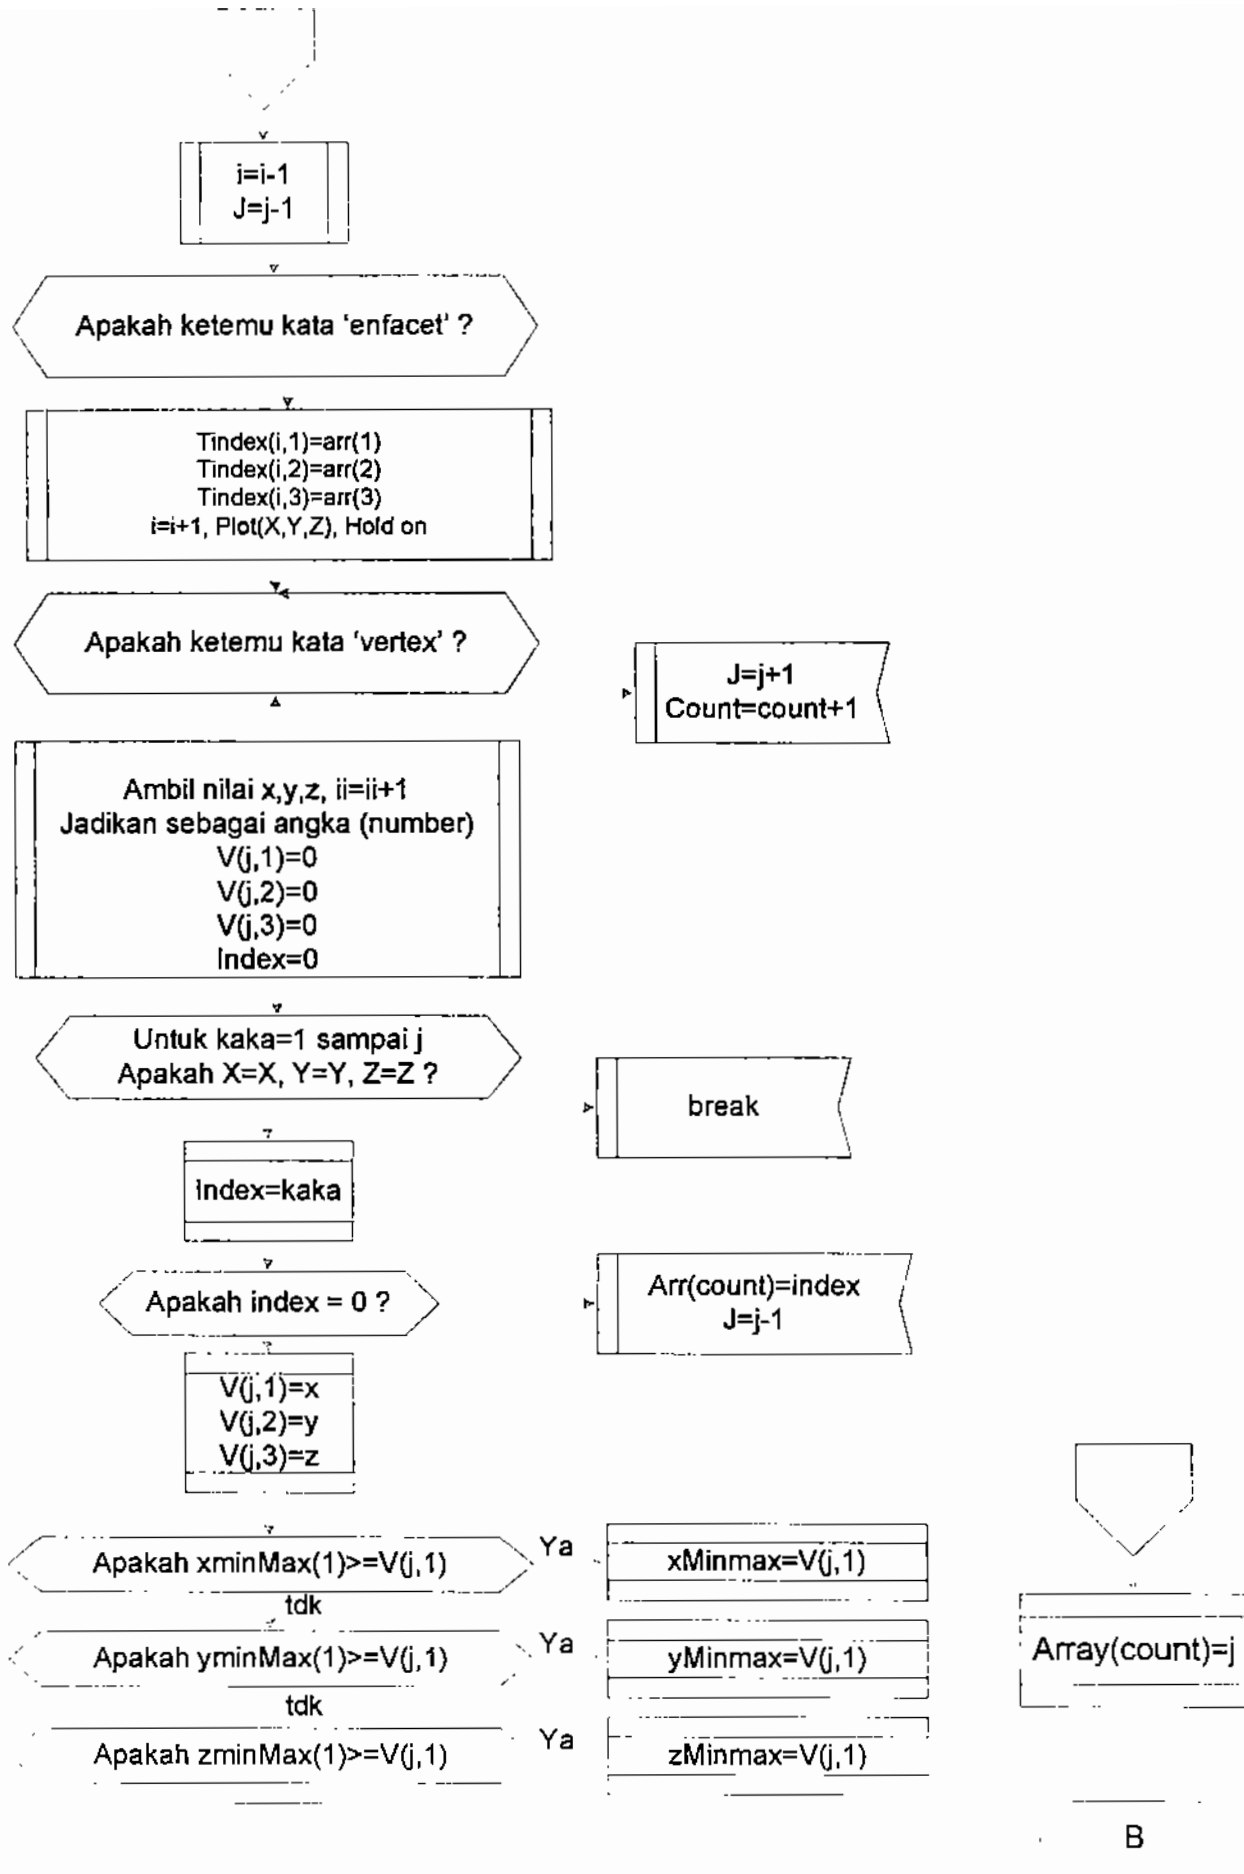 i=i-1
J=j-1
Apakah ketemu kata ‘enfacet’ ?
Tindex(i,1)=arr(1)
Tindex(i,2)=arr(2)
Tindex(i,3)=arr(3)
i=i+1, Plot(X,Y,Z), Hold on
Apakah ketemu kata ‘vertex’ ?
J=j+1
Count=count+1
Ambil nilai x,y,z, ii=ii+1
Jadikan sebagai angka (number)
V(j,1)=0
V(j,2)=0
V(j,3)=0
Index=0
Untuk kaka=1 sampai j
Apakah X=X, Y=Y, Z=Z ?
break
Index=kaka
Apakah index = 0 ?
Arr(count)=index
J=j-1
V(j,1)=x
V(j,2)=y
V(j,3)=z
Apakah xminMax(1)>=V(j,1)
Ya
xMinmax=V(j,1)
tdk
Apakah yminMax(1)>=V(j,1)
Ya
yMinmax=V(j,1)
Array(count)=j
tdk
Apakah zminMax(1)>=V(j,1)
Ya
zMinmax=V(j,1)
B